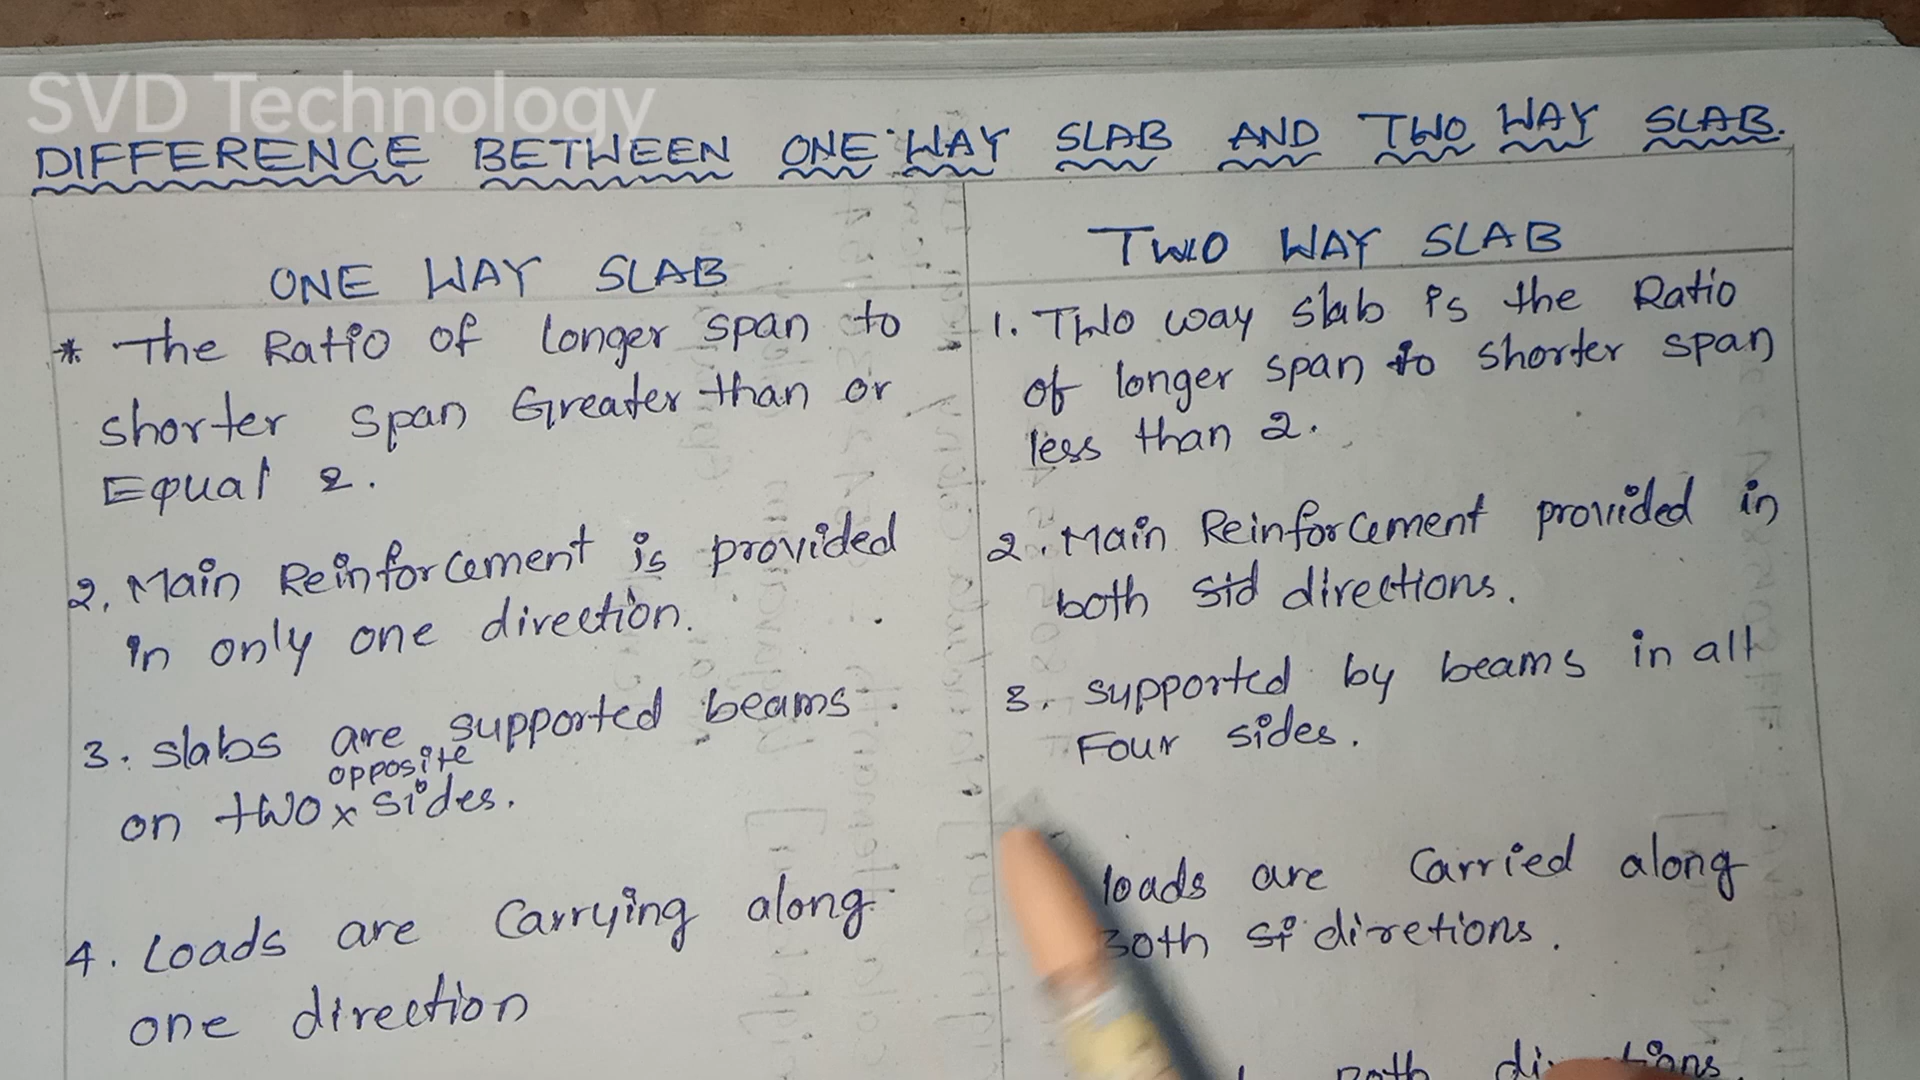 SVD Technology
DIFFERENCE BETWEEN ONE WAY SLAB AND TWO WAY SLAB.
ONE WAY SLAB
* The Ratio of longer span to
shorter span Greater than or
Equal 2.
2. Main Reinforcement is provided
in only one direction.
3. Slabs are supported beams
opposite
on two x sides.
4. Loads are carrying along
one direction
TWO WAY SLAB
1. Two way slab is the Ratio
of longer span to shorter span
less than 2.
2. Main Reinforcement provided in
both sid directions.
3. supported by beams in all
Four sides.
loads are carried along
Both si diretions.
both